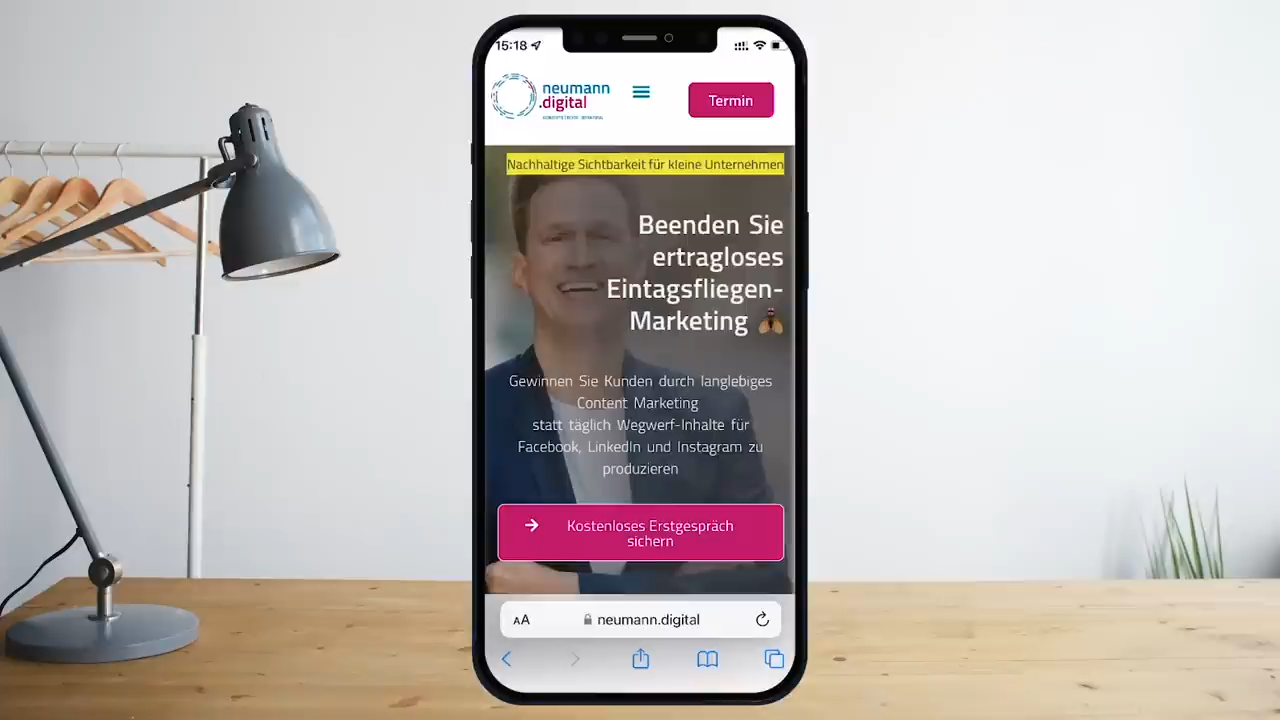 15:18
neumann
.digital
Termin
Nachhaltige Sichtbarkeit für kleine Unternehmen
Beenden Sie
ertragloses
Eintagsfliegen-
Marketing
Gewinnen Sie Kunden durch langlebiges
Content Marketing
statt täglich Wegwerf-Inhalte für
Facebook, LinkedIn und Instagram zu
produzieren
Kostenloses Erstgespräch
sichern
AA neumann.digital